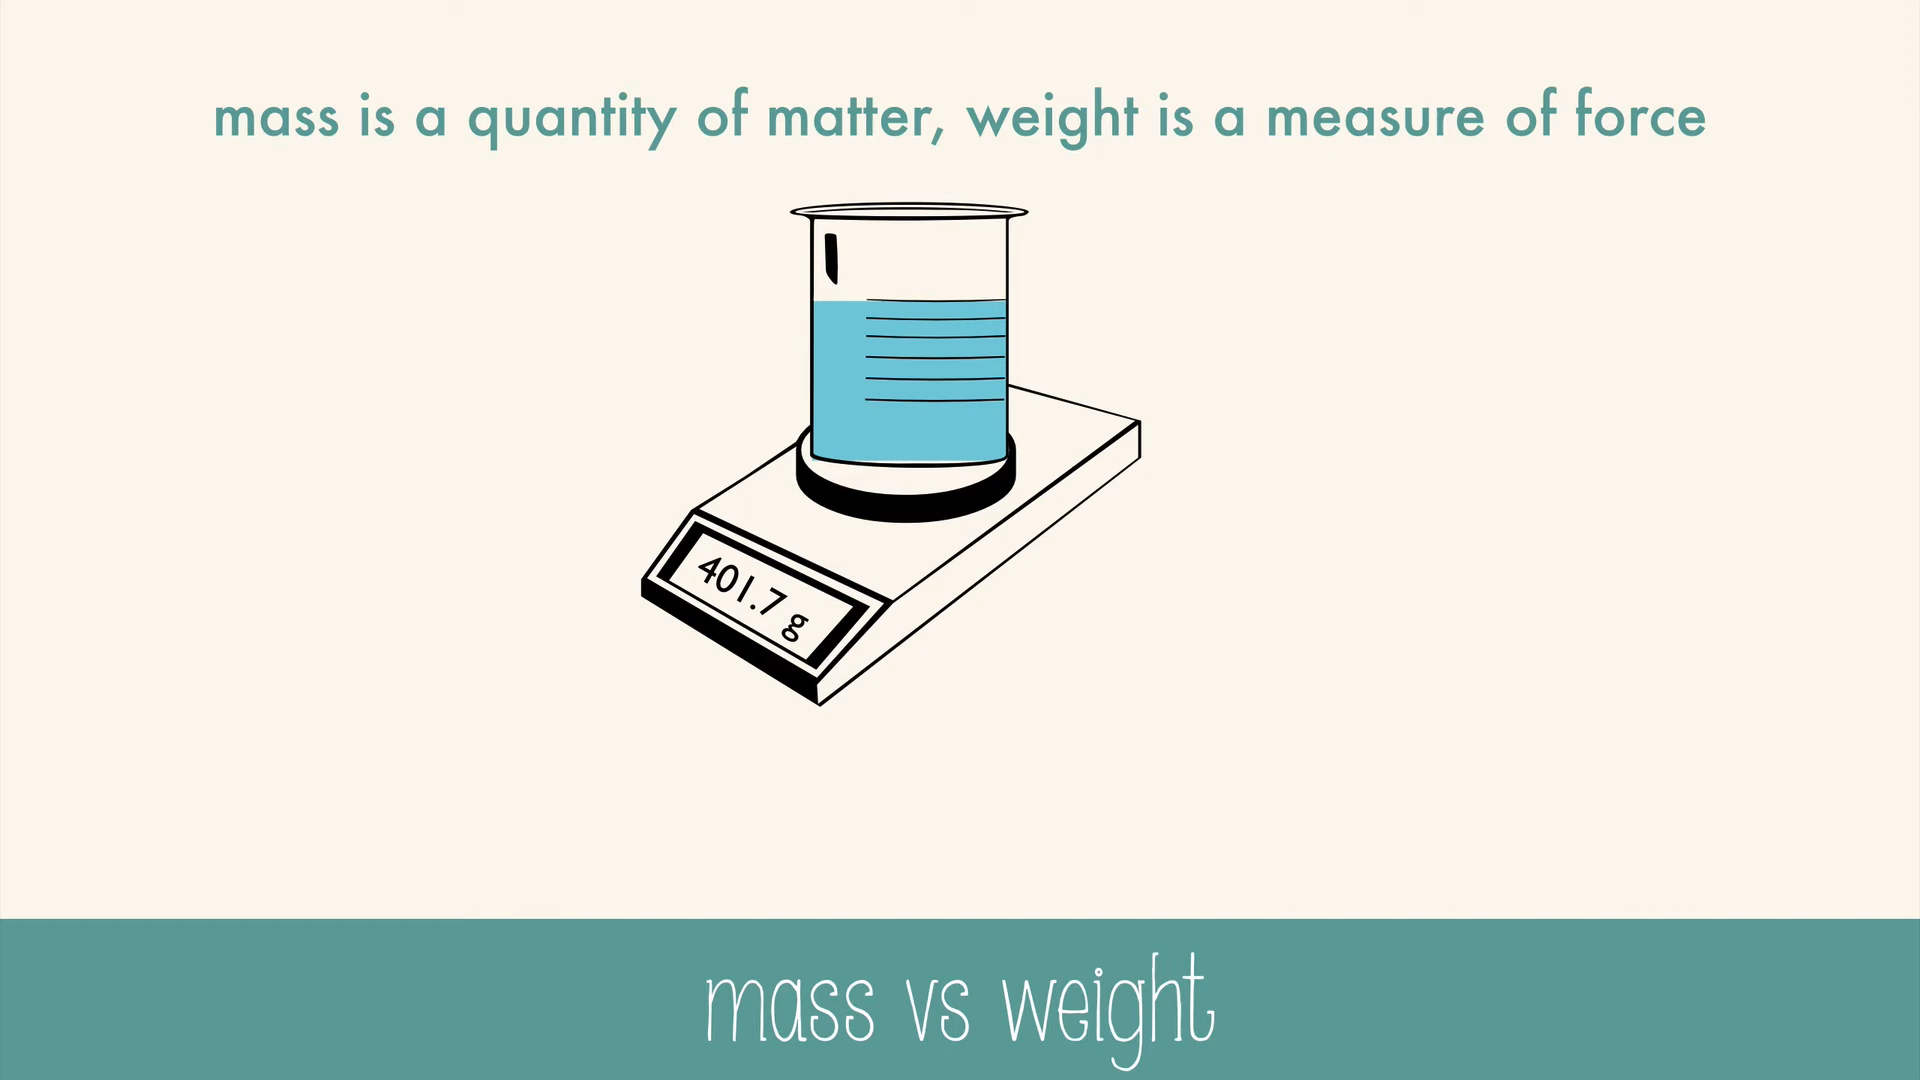 mass is a quantity of matter, weight is a measure of force
401.7 g
mass vs weight